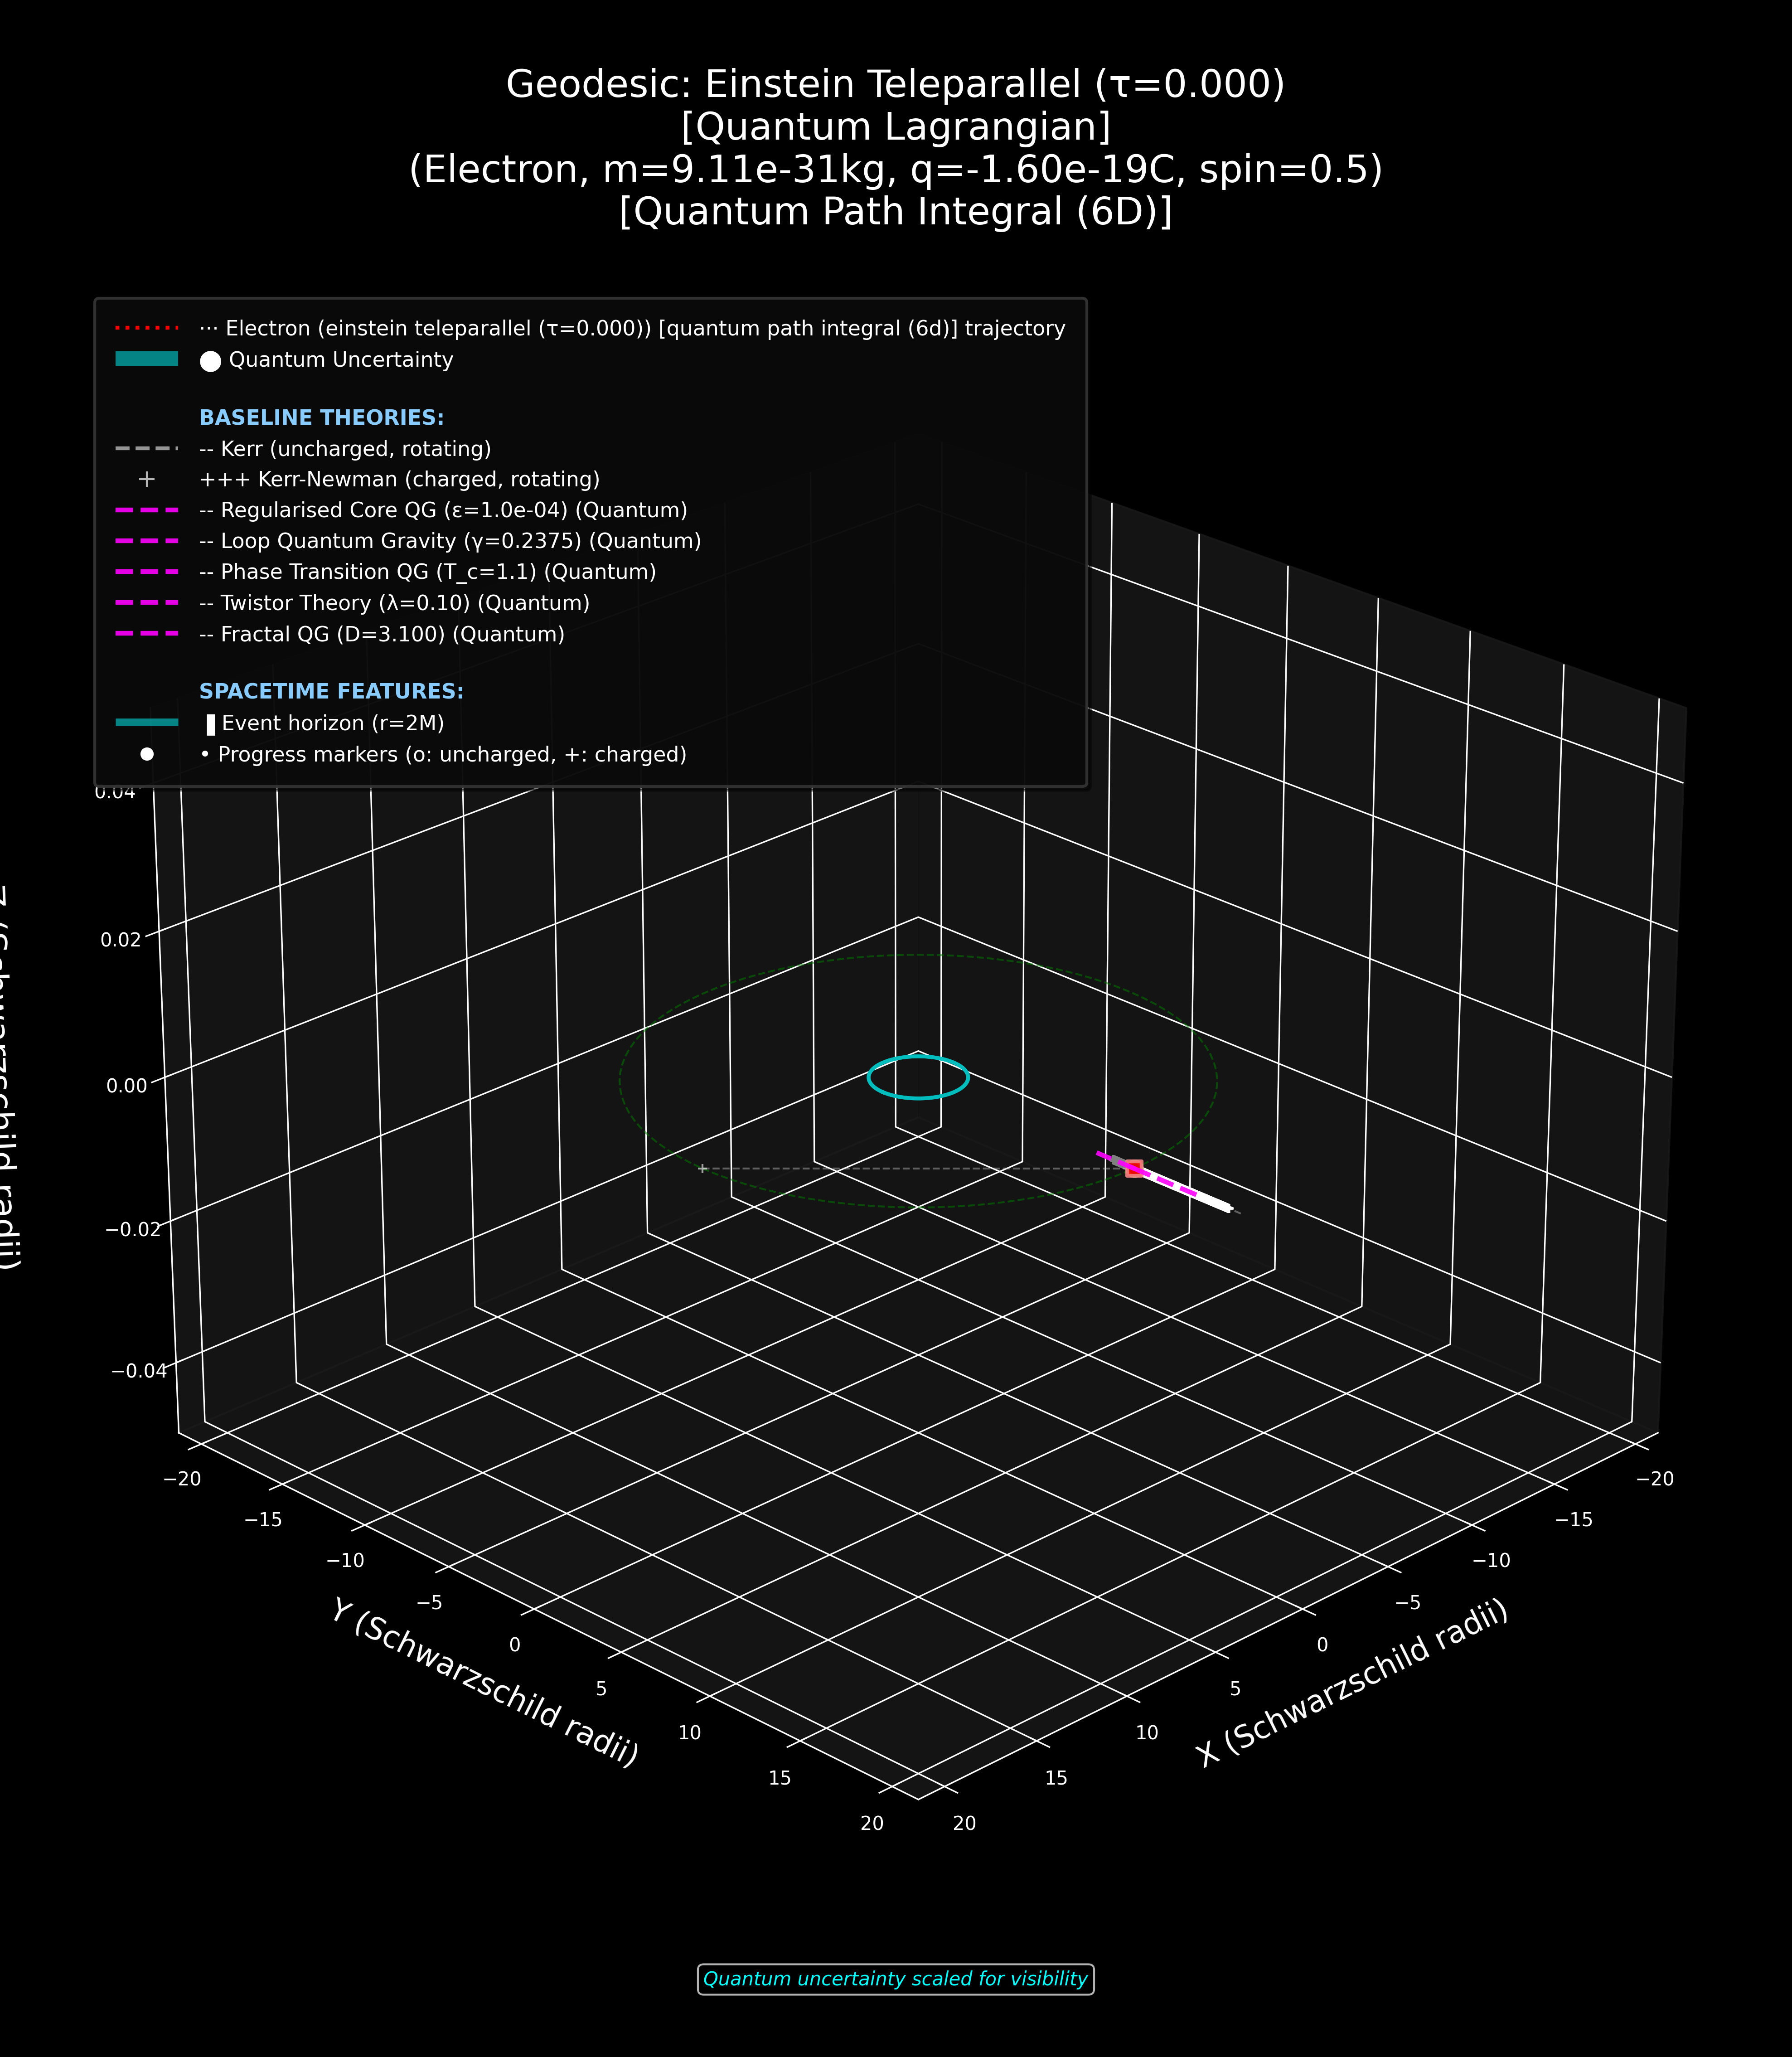 Geodesic: Einstein Teleparallel (τ=0.000)
[Quantum Lagrangian]
(Electron, m=9.11e-31kg, q=-1.60e-19C, spin=0.5)
[Quantum Path Integral (6D)]
··· Electron (einstein teleparallel (τ=0.000)) [quantum path integral (6d)] trajectory
● Quantum Uncertainty
BASELINE THEORIES:
-- Kerr (uncharged, rotating)
+++ Kerr-Newman (charged, rotating)
-- Regularised Core QG (ε=1.0e-04) (Quantum)
-- Loop Quantum Gravity (γ=0.2375) (Quantum)
-- Phase Transition QG (T_c=1.1) (Quantum)
-- Twistor Theory (λ=0.10) (Quantum)
-- Fractal QG (D=3.100) (Quantum)
SPACETIME FEATURES:
▐ Event horizon (r=2M)
• Progress markers (o: uncharged, +: charged)
0.04
0.02
0.00
−0.02
−0.04
Z (Schwarzschild radii)
−20
−15
−10
−5
0
5
10
15
20
Y (Schwarzschild radii)
−20
−15
−10
−5
0
5
10
15
20
X (Schwarzschild radii)
Quantum uncertainty scaled for visibility